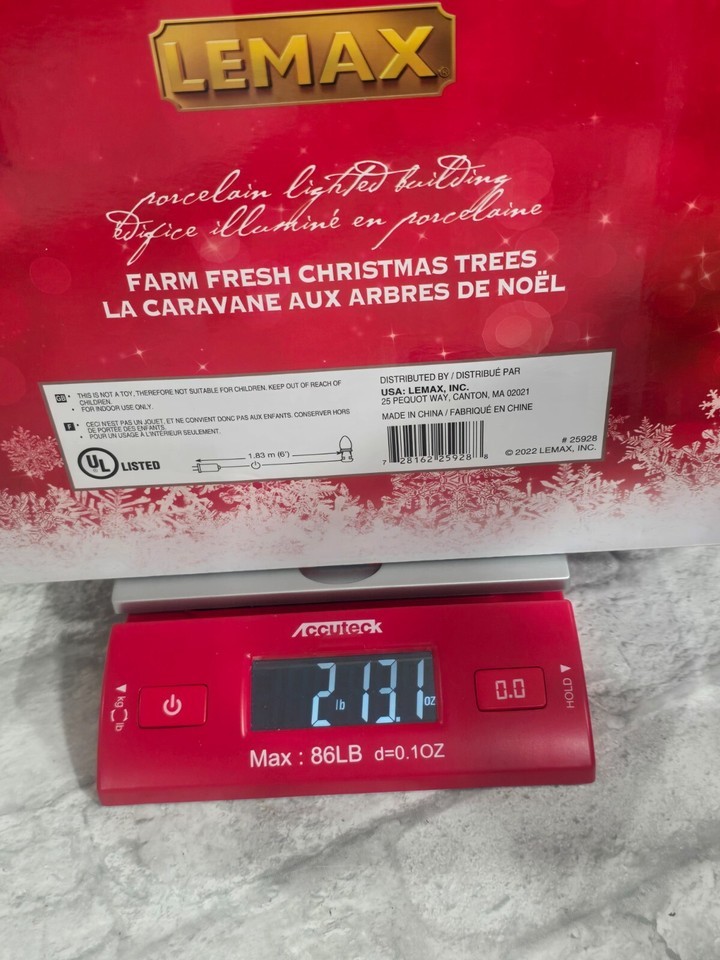 LEMAX
porcelain lighted building
édifice illuminé en porcelaine
FARM FRESH CHRISTMAS TREES
LA CARAVANE AUX ARBRES DE NOËL
GB • THIS IS NOT A TOY, THEREFORE NOT SUITABLE FOR CHILDREN. KEEP OUT OF REACH OF
CHILDREN.
• FOR INDOOR USE ONLY.
F • CECI N'EST PAS UN JOUET, ET NE CONVIENT DONC PAS AUX ENFANTS. CONSERVER HORS
DE PORTÉE DES ENFANTS.
• POUR UN USAGE À L'INTÉRIEUR SEULEMENT.
UL LISTED
1.83 m (6')
DISTRIBUTED BY / DISTRIBUÉ PAR
USA: LEMAX, INC.
25 PEQUOT WAY, CANTON, MA 02021
MADE IN CHINA / FABRIQUÉ EN CHINE
7 28162 25928 8
# 25928
© 2022 LEMAX, INC.
Accuteck
kg lb
2 lb 13.1 oz
0.0
HOLD
Max : 86LB d=0.1OZ